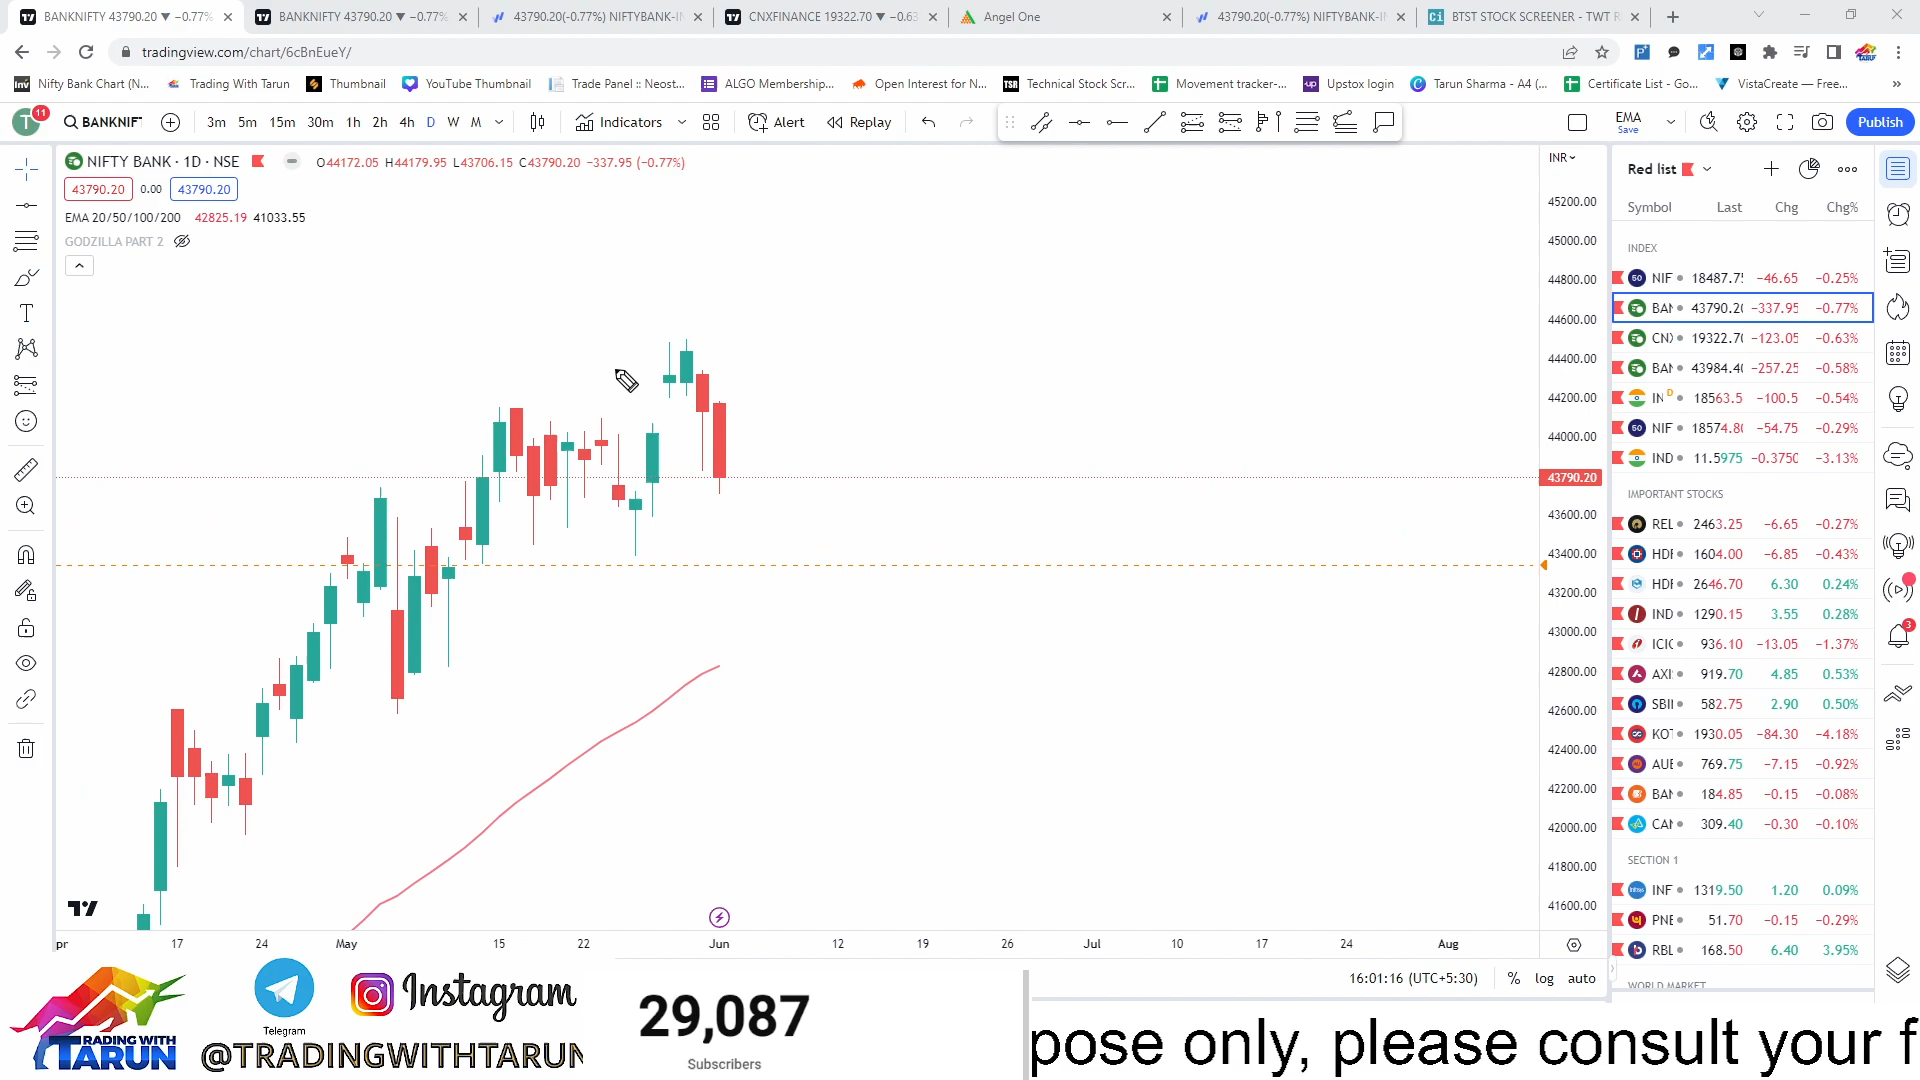 BANKNIFTY 43790.20 ▼ −0.77%
BANKNIFTY 43790.20 ▼ −0.77%
43790.20(-0.77%) NIFTYBANK-IN
CNXFINANCE 19322.70 ▼ −0.63
Angel One
43790.20(-0.77%) NIFTYBANK-IN
BTST STOCK SCREENER - TWT R
tradingview.com/chart/6cBnEueY/
Nifty Bank Chart (N...
Trading With Tarun
Thumbnail
YouTube Thumbnail
Trade Panel :: Neost...
ALGO Membership...
Open Interest for N...
Technical Stock Scr...
Movement tracker-...
Upstox login
Tarun Sharma - A4 (...
Certificate List - Go...
VistaCreate — Free...
T 11 BANKNIF 3m 5m 15m 30m 1h 2h 4h D W M Indicators Alert Replay EMA Save Publish
NIFTY BANK · 1D · NSE O44172.05 H44179.95 L43706.15 C43790.20 −337.95 (−0.77%)
43790.20 0.00 43790.20
EMA 20/50/100/200 42825.19 41033.55
GODZILLA PART 2
INR
45200.00
45000.00
44800.00
44600.00
44400.00
44200.00
44000.00
43790.20
43600.00
43400.00
43200.00
43000.00
42800.00
42600.00
42400.00
42200.00
42000.00
41800.00
41600.00
pr 17 24 May 15 22 Jun 12 19 26 Jul 10 17 24 Aug
16:01:16 (UTC+5:30) % log auto
Red list
Symbol Last Chg Chg%
INDEX
NIF 18487.75 −46.65 −0.25%
BAN 43790.20 −337.95 −0.77%
CNX 19322.70 −123.05 −0.63%
BAN 43984.40 −257.25 −0.58%
IN D 18563.5 −100.5 −0.54%
NIF 18574.80 −54.75 −0.29%
IND 11.5975 −0.3750 −3.13%
IMPORTANT STOCKS
REL 2463.25 −6.65 −0.27%
HDF 1604.00 −6.85 −0.43%
HDF 2646.70 6.30 0.24%
IND 1290.15 3.55 0.28%
ICIC 936.10 −13.05 −1.37%
AXI 919.70 4.85 0.53%
SBI 582.75 2.90 0.50%
KOT 1930.05 −84.30 −4.18%
AUE 769.75 −7.15 −0.92%
BAN 184.85 −0.15 −0.08%
CAN 309.40 −0.30 −0.10%
SECTION 1
INF 1319.50 1.20 0.09%
PNE 51.70 −0.15 −0.29%
RBL 168.50 6.40 3.95%
WORLD MARKET
3
TRADING WITH
TARUN
Telegram
Instagram
@TRADINGWITHTARUN
29,087
Subscribers
pose only, please consult your f